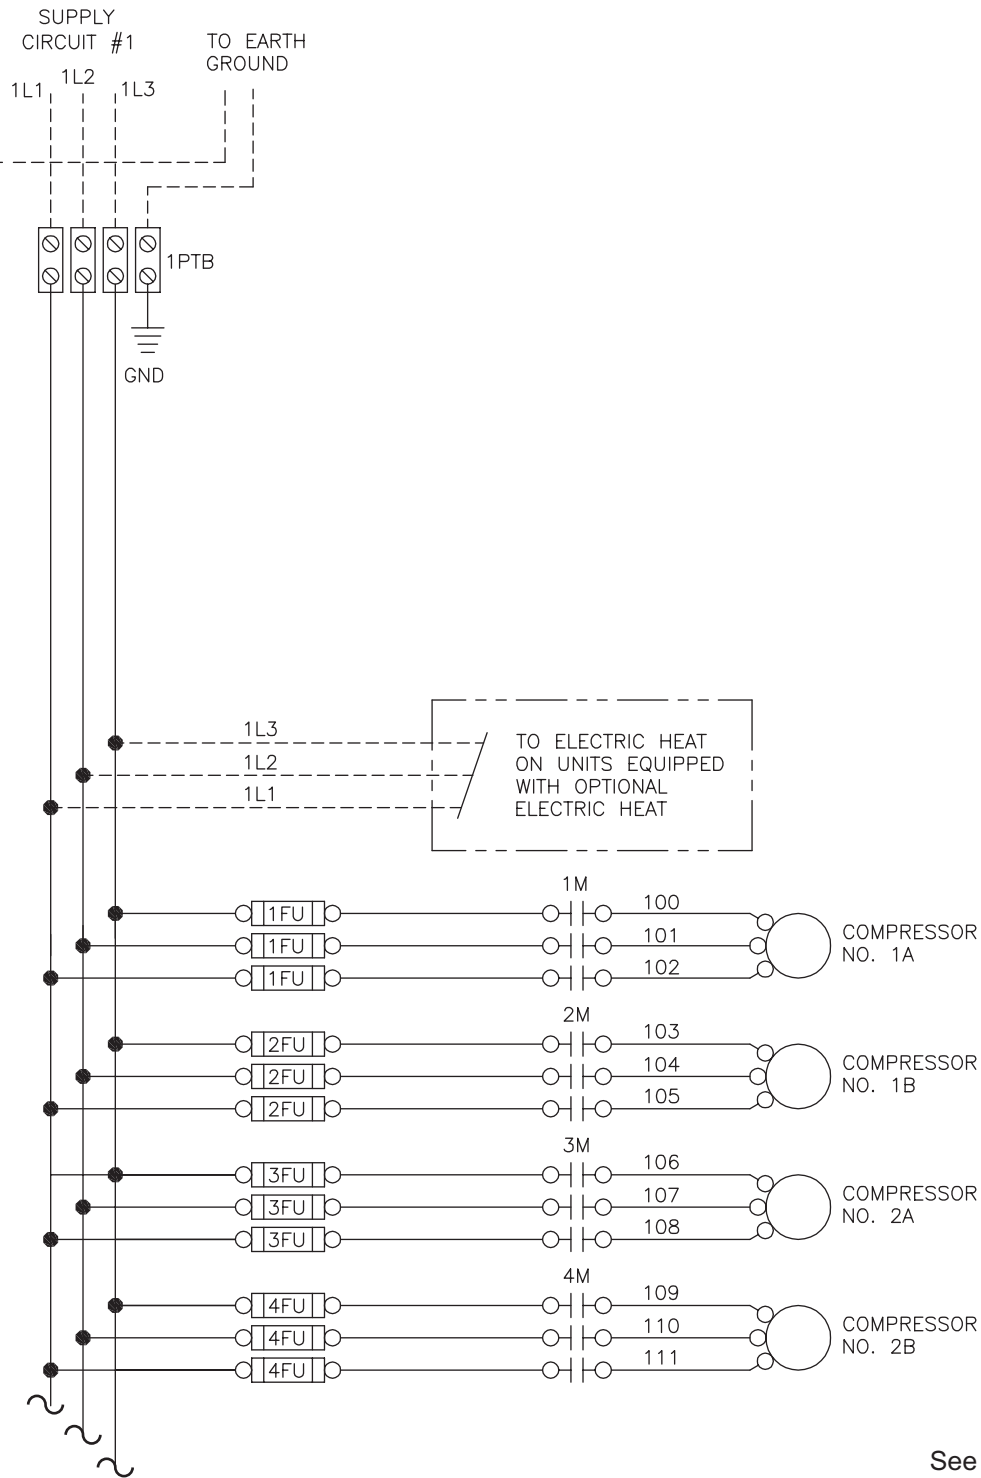 SUPPLY
CIRCUIT #1
TO EARTH
GROUND
1L1
1L2
1L3
1PTB
GND
1L3
1L2
1L1
TO ELECTRIC HEAT
ON UNITS EQUIPPED
WITH OPTIONAL
ELECTRIC HEAT
1M
1FU
100
1FU
101
1FU
102
COMPRESSOR
NO. 1A
2M
2FU
103
2FU
104
2FU
105
COMPRESSOR
NO. 1B
3M
3FU
106
3FU
107
3FU
108
COMPRESSOR
NO. 2A
4M
4FU
109
4FU
110
4FU
111
COMPRESSOR
NO. 2B
See